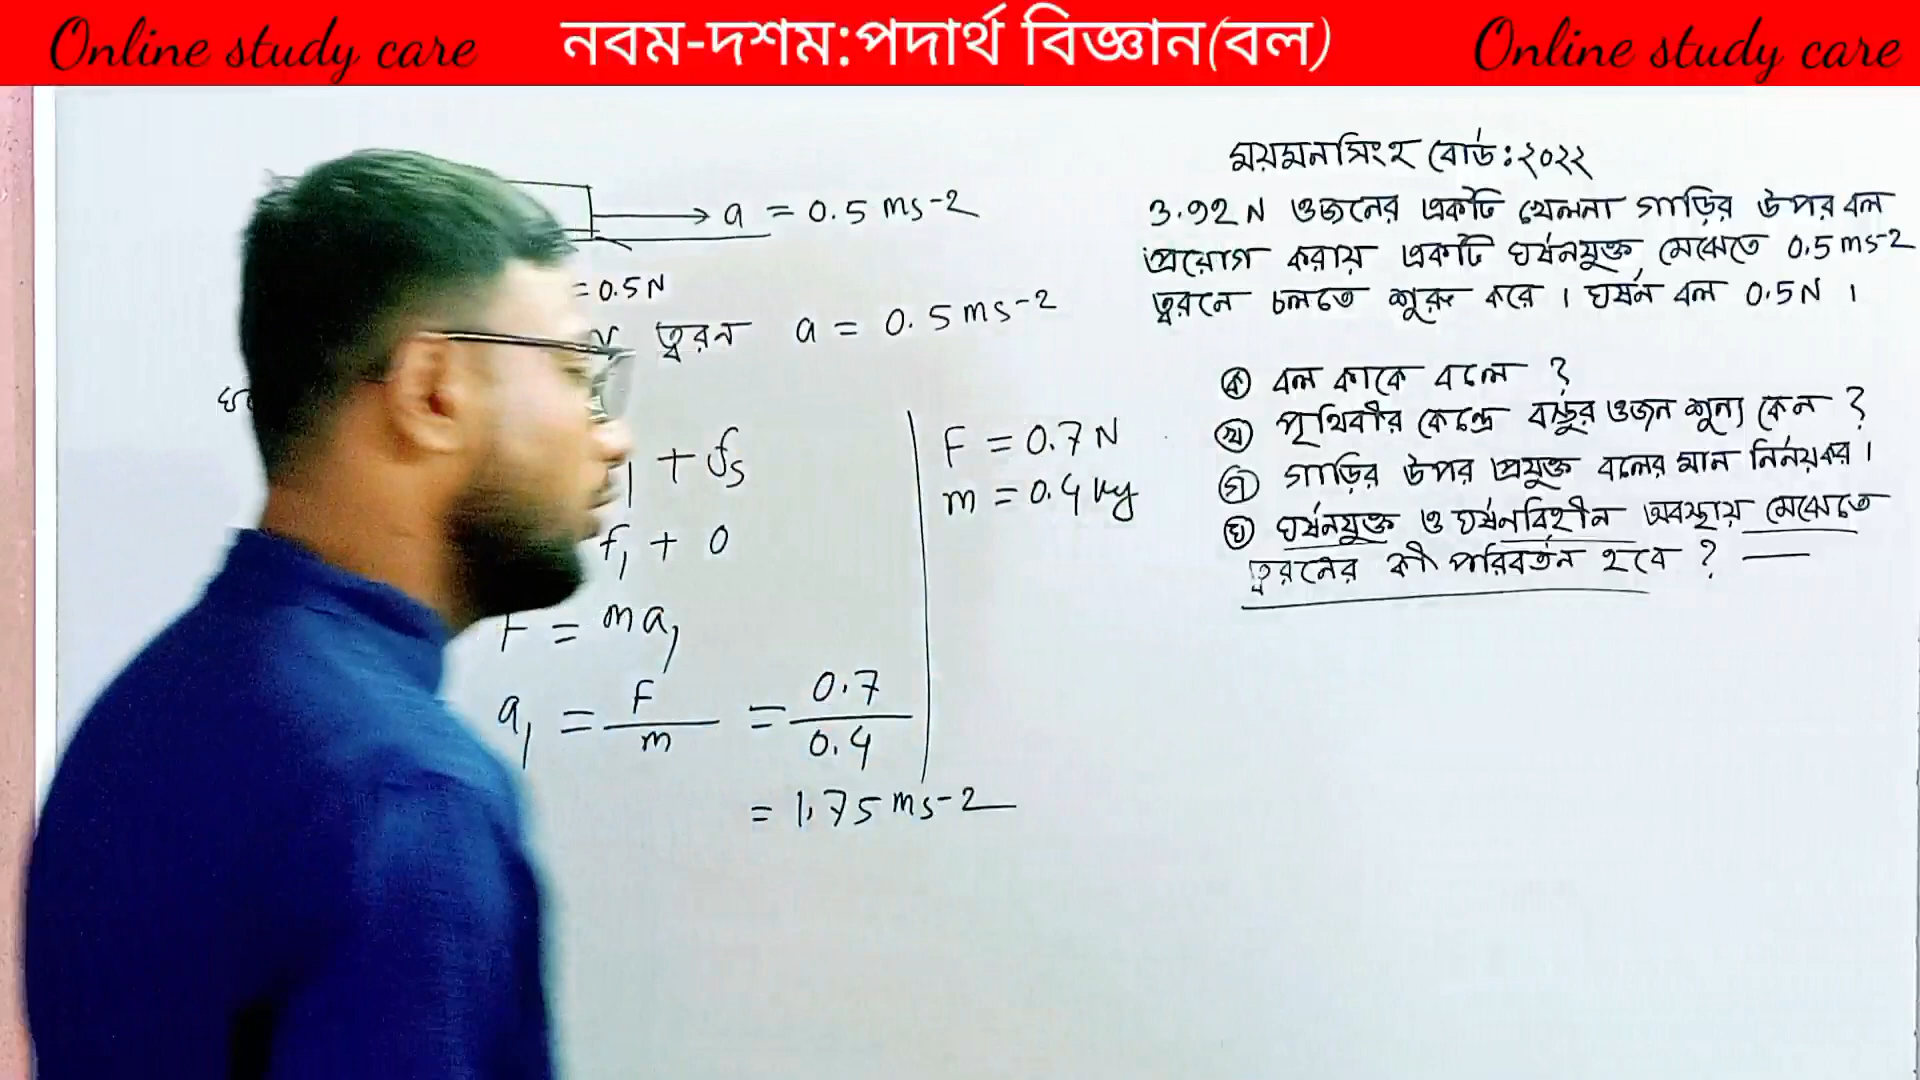 Online study care
নবম-দশম:পদার্থ বিজ্ঞান(বল)
Online study care
a = 0.5 ms-2
= 0.5 N
ত্বরন a = 0.5 ms-2
+ fs
f₁ + 0
F = ma₁
a₁ = F/m = 0.7/0.4
= 1.75 ms-2
F = 0.7 N
m = 0.4 kg
ময়মনসিংহ বোর্ড : ২০২২
3.92 N ওজনের একটি খেলনা গাড়ির উপর বল
প্রয়োগ করায় একটি ঘর্ষনযুক্ত মেঝেতে 0.5 ms-2
ত্বরনে চলতে শুরু করে । ঘর্ষন বল 0.5 N ।
ক বল কাকে বলে ?
খ পৃথিবীর কেন্দ্রে বস্তুর ওজন শূন্য কেন ?
গ গাড়ির উপর প্রযুক্ত বলের মান নির্নয় কর ।
ঘ ঘর্ষনযুক্ত ও ঘর্ষনবিহীন অবস্থায় মেঝেতে
ত্বরনের কী পরিবর্তন হবে ?